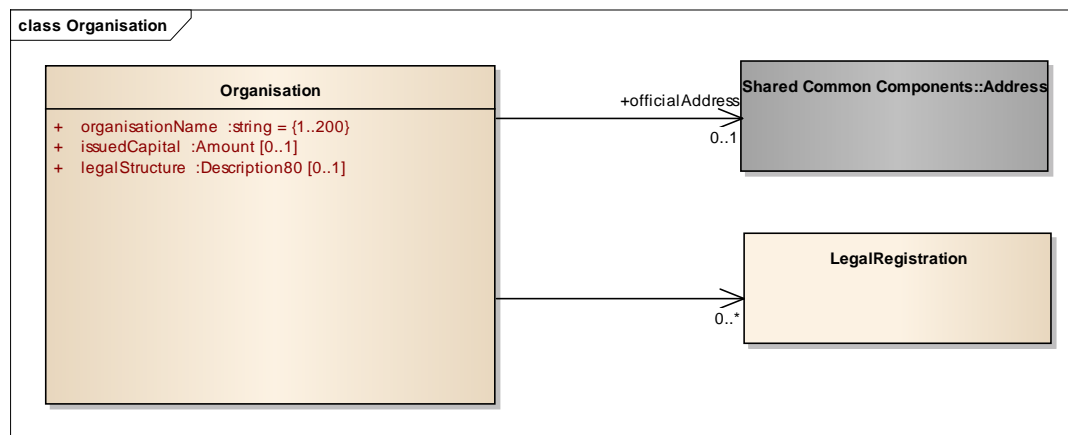 class Organisation
Organisation
+ organisationName :string = {1..200}
+ issuedCapital :Amount [0..1]
+ legalStructure :Description80 [0..1]
+officialAddress
0..1
Shared Common Components::Address
0..*
LegalRegistration